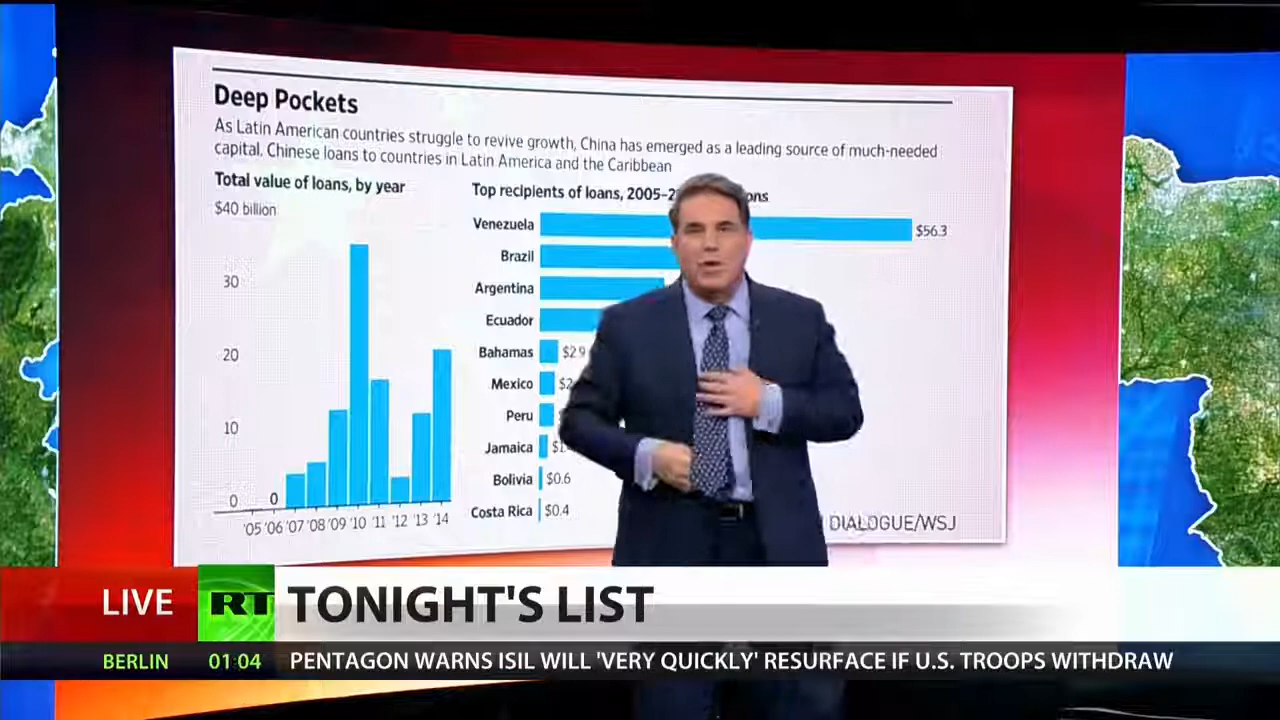 Deep Pockets
As Latin American countries struggle to revive growth, China has emerged as a leading source of much-needed
capital. Chinese loans to countries in Latin America and the Caribbean
Total value of loans, by year
$40 billion
30
20
10
0
0
'05 '06 '07 '08 '09 '10 '11 '12 '13 '14
Top recipients of loans, 2005–2 ons
Venezuela $56.3
Brazil
Argentina
Ecuador
Bahamas $2.9
Mexico $2
Peru
Jamaica $1.
Bolivia $0.6
Costa Rica $0.4
DIALOGUE/WSJ
LIVE RT TONIGHT'S LIST
BERLIN 01:04 PENTAGON WARNS ISIL WILL 'VERY QUICKLY' RESURFACE IF U.S. TROOPS WITHDRAW